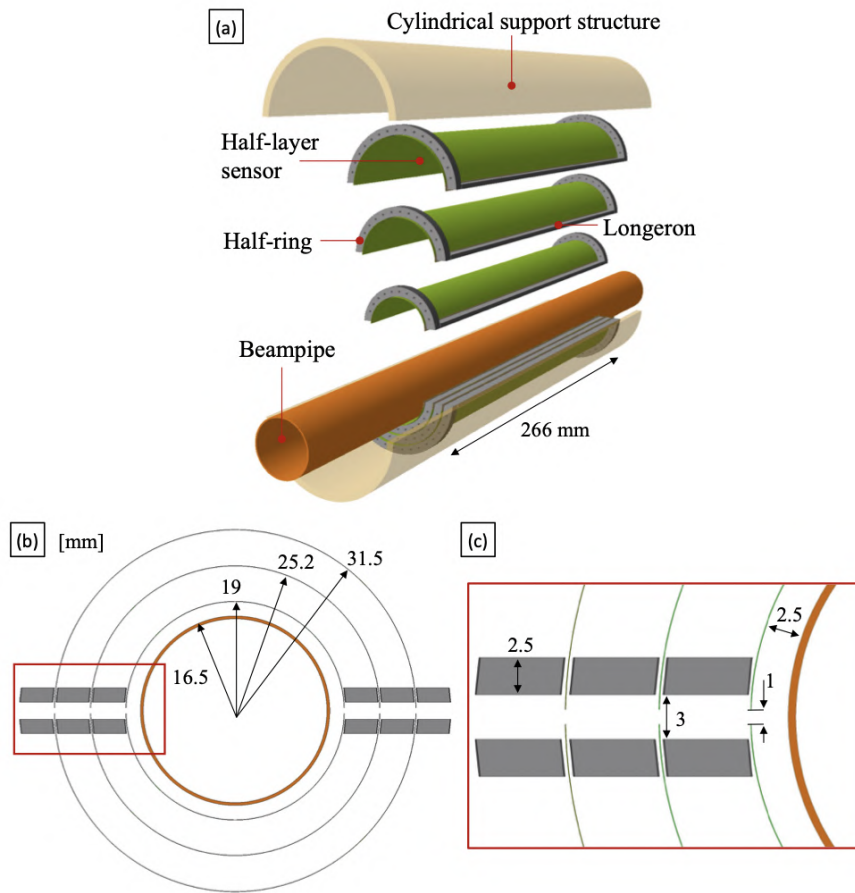 (a)
Cylindrical support structure
Half-layer
sensor
Half-ring
Longeron
Beampipe
266 mm
(b)
[mm]
31.5
25.2
19
16.5
(c)
2.5
2.5
1
3